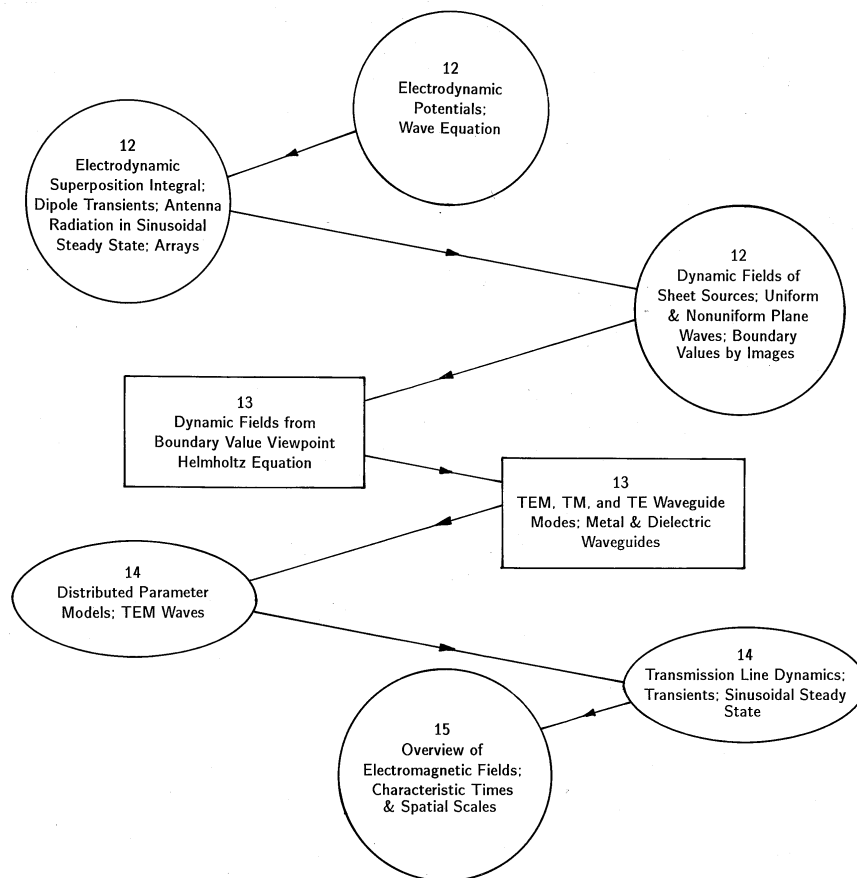 12
Electrodynamic
Potentials;
Wave Equation
12
Electrodynamic
Superposition Integral;
Dipole Transients; Antenna
Radiation in Sinusoidal
Steady State; Arrays
12
Dynamic Fields of
Sheet Sources; Uniform
& Nonuniform Plane
Waves; Boundary
Values by Images
13
Dynamic Fields from
Boundary Value Viewpoint
Helmholtz Equation
13
TEM, TM, and TE Waveguide
Modes; Metal & Dielectric
Waveguides
14
Distributed Parameter
Models; TEM Waves
14
Transmission Line Dynamics;
Transients; Sinusoidal Steady
State
15
Overview of
Electromagnetic Fields;
Characteristic Times
& Spatial Scales